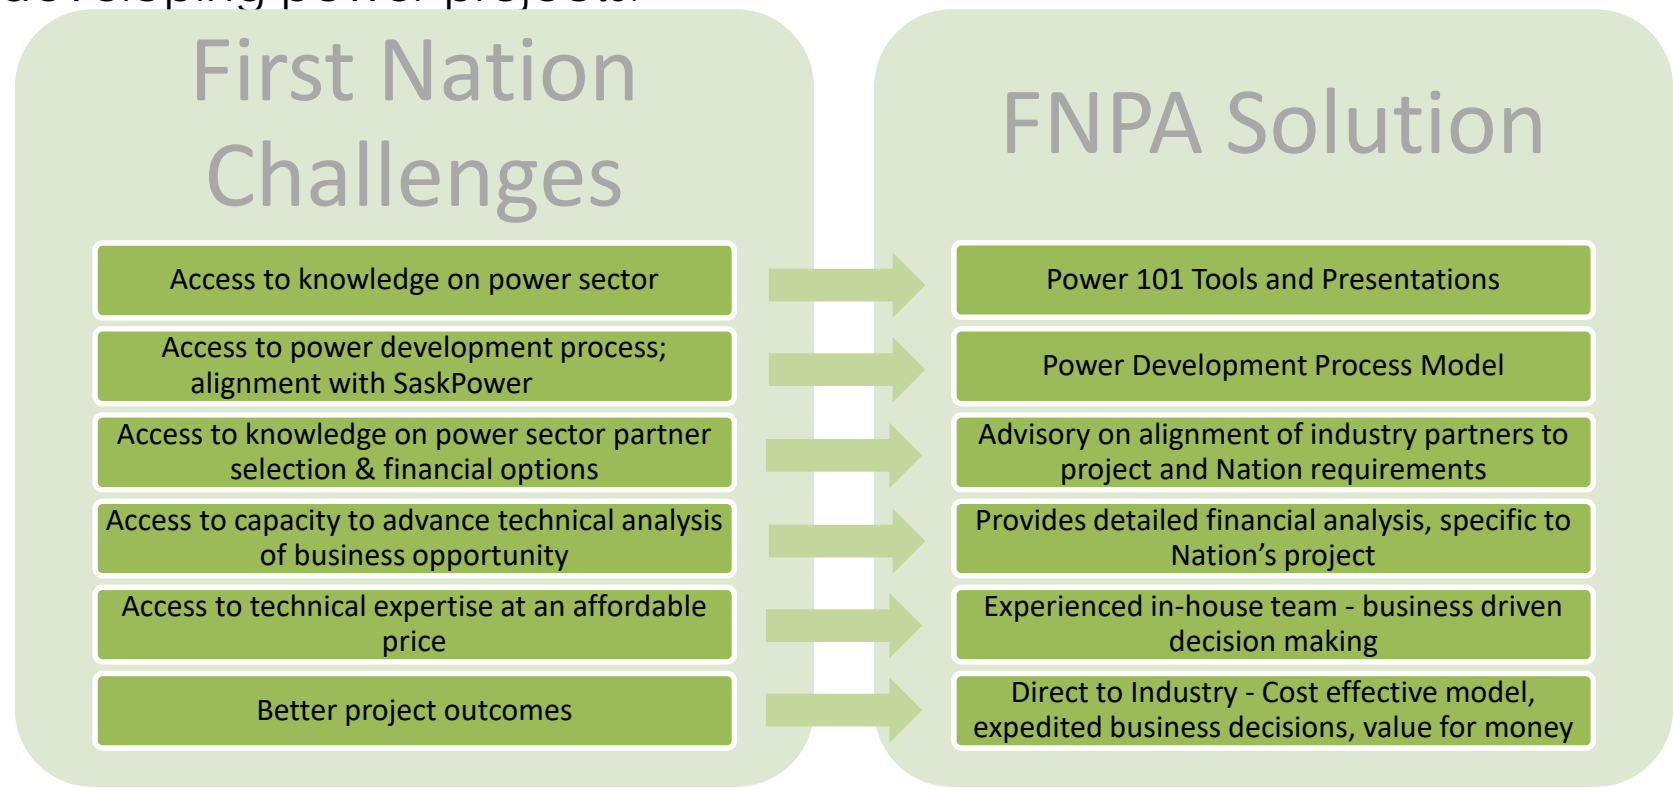 developing power projects.
First Nation
Challenges
FNPA Solution
Access to knowledge on power sector
Power 101 Tools and Presentations
Access to power development process;
alignment with SaskPower
Power Development Process Model
Access to knowledge on power sector partner
selection & financial options
Advisory on alignment of industry partners to
project and Nation requirements
Access to capacity to advance technical analysis
of business opportunity
Provides detailed financial analysis, specific to
Nation’s project
Access to technical expertise at an affordable
price
Experienced in-house team - business driven
decision making
Better project outcomes
Direct to Industry - Cost effective model,
expedited business decisions, value for money